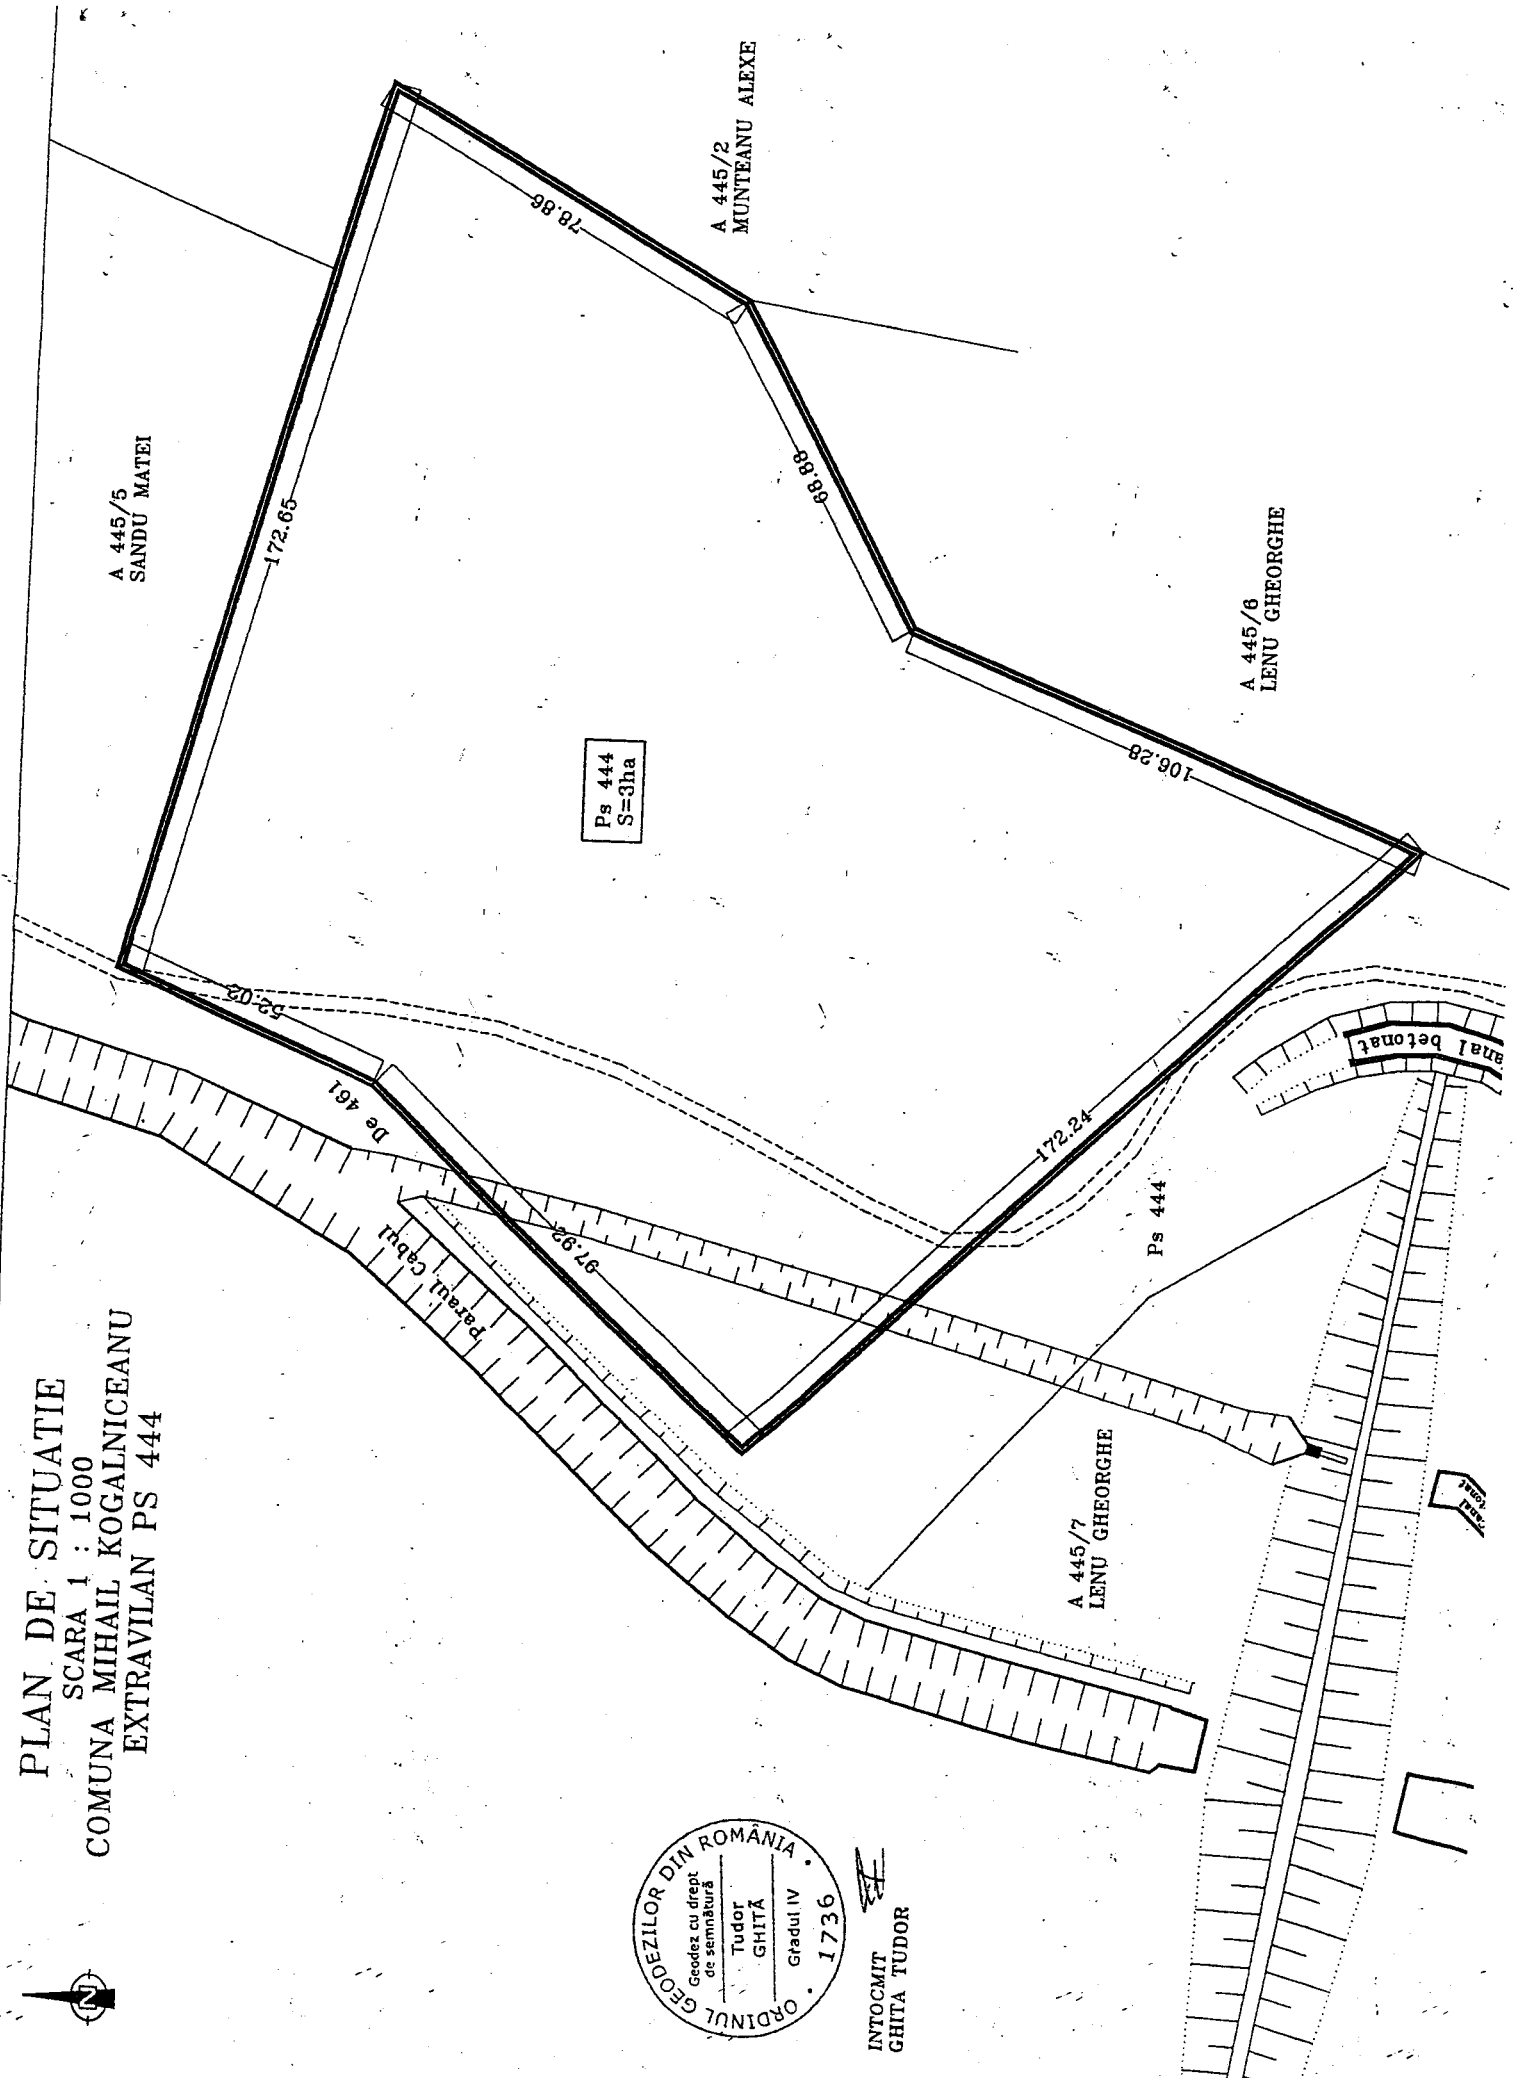 PLAN DE SITUATIE
SCARA 1 : 1000
COMUNA MIHAIL KOGALNICEANU
EXTRAVILAN PS 444
N
A 445/5
SANDU MATEI
A 445/2
MUNTEANU ALEXE
172.65
78.86
68.88
Ps 444
S=3ha
A 445/6
LENU GHEORGHE
106.28
52.02
De 461
Paraul Cabul
97.92
172.24
Ps 444
anal betonat
A 445/7
LENU GHEORGHE
Canal
tonat
ORDINUL GEODEZILOR DIN ROMÂNIA
Geodez cu drept
de semnătură
Tudor
GHIŢĂ
Gradul IV
1736
INTOCMIT
GHITA TUDOR